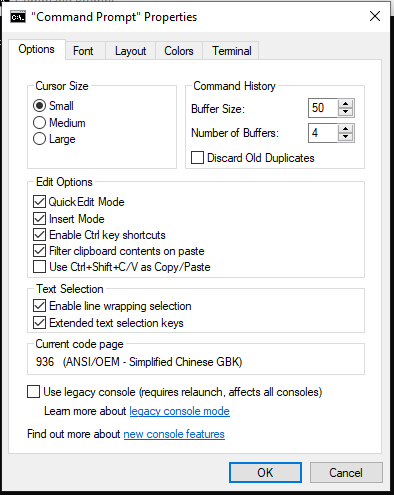 "Command Prompt" Properties
Options Font Layout Colors Terminal
Cursor Size
Small
Medium
Large
Command History
Buffer Size: 50
Number of Buffers: 4
Discard Old Duplicates
Edit Options
QuickEdit Mode
Insert Mode
Enable Ctrl key shortcuts
Filter clipboard contents on paste
Use Ctrl+Shift+C/V as Copy/Paste
Text Selection
Enable line wrapping selection
Extended text selection keys
Current code page
936 (ANSI/OEM - Simplified Chinese GBK)
Use legacy console (requires relaunch, affects all consoles)
Learn more about legacy console mode
Find out more about new console features
OK Cancel